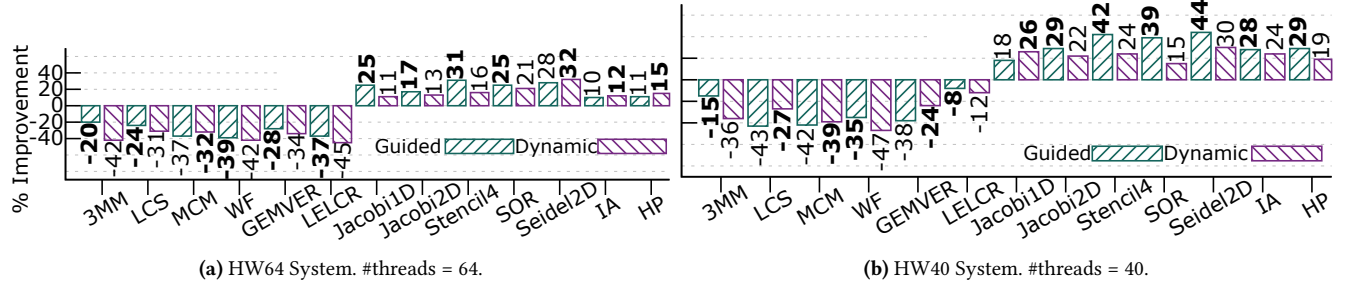 % Improvement
40
20
0
-20
-40
-20 -42 -24 -31 -37 -32 -39 -42 -28 -34 -37 -45 25 11 17 13 31 16 25 21 28 32 10 12 11 15
Guided Dynamic
3MM LCS MCM WF GEMVER LELCR Jacobi1D Jacobi2D Stencil4 SOR Seidel2D IA HP
(a) HW64 System. #threads = 64.
-15 -36 -43 -27 -42 -39 -35 -47 -38 -24 -8 -12 18 26 29 22 42 24 39 15 44 30 28 24 29 19
Guided Dynamic
3MM LCS MCM WF GEMVER LELCR Jacobi1D Jacobi2D Stencil4 SOR Seidel2D IA HP
(b) HW40 System. #threads = 40.